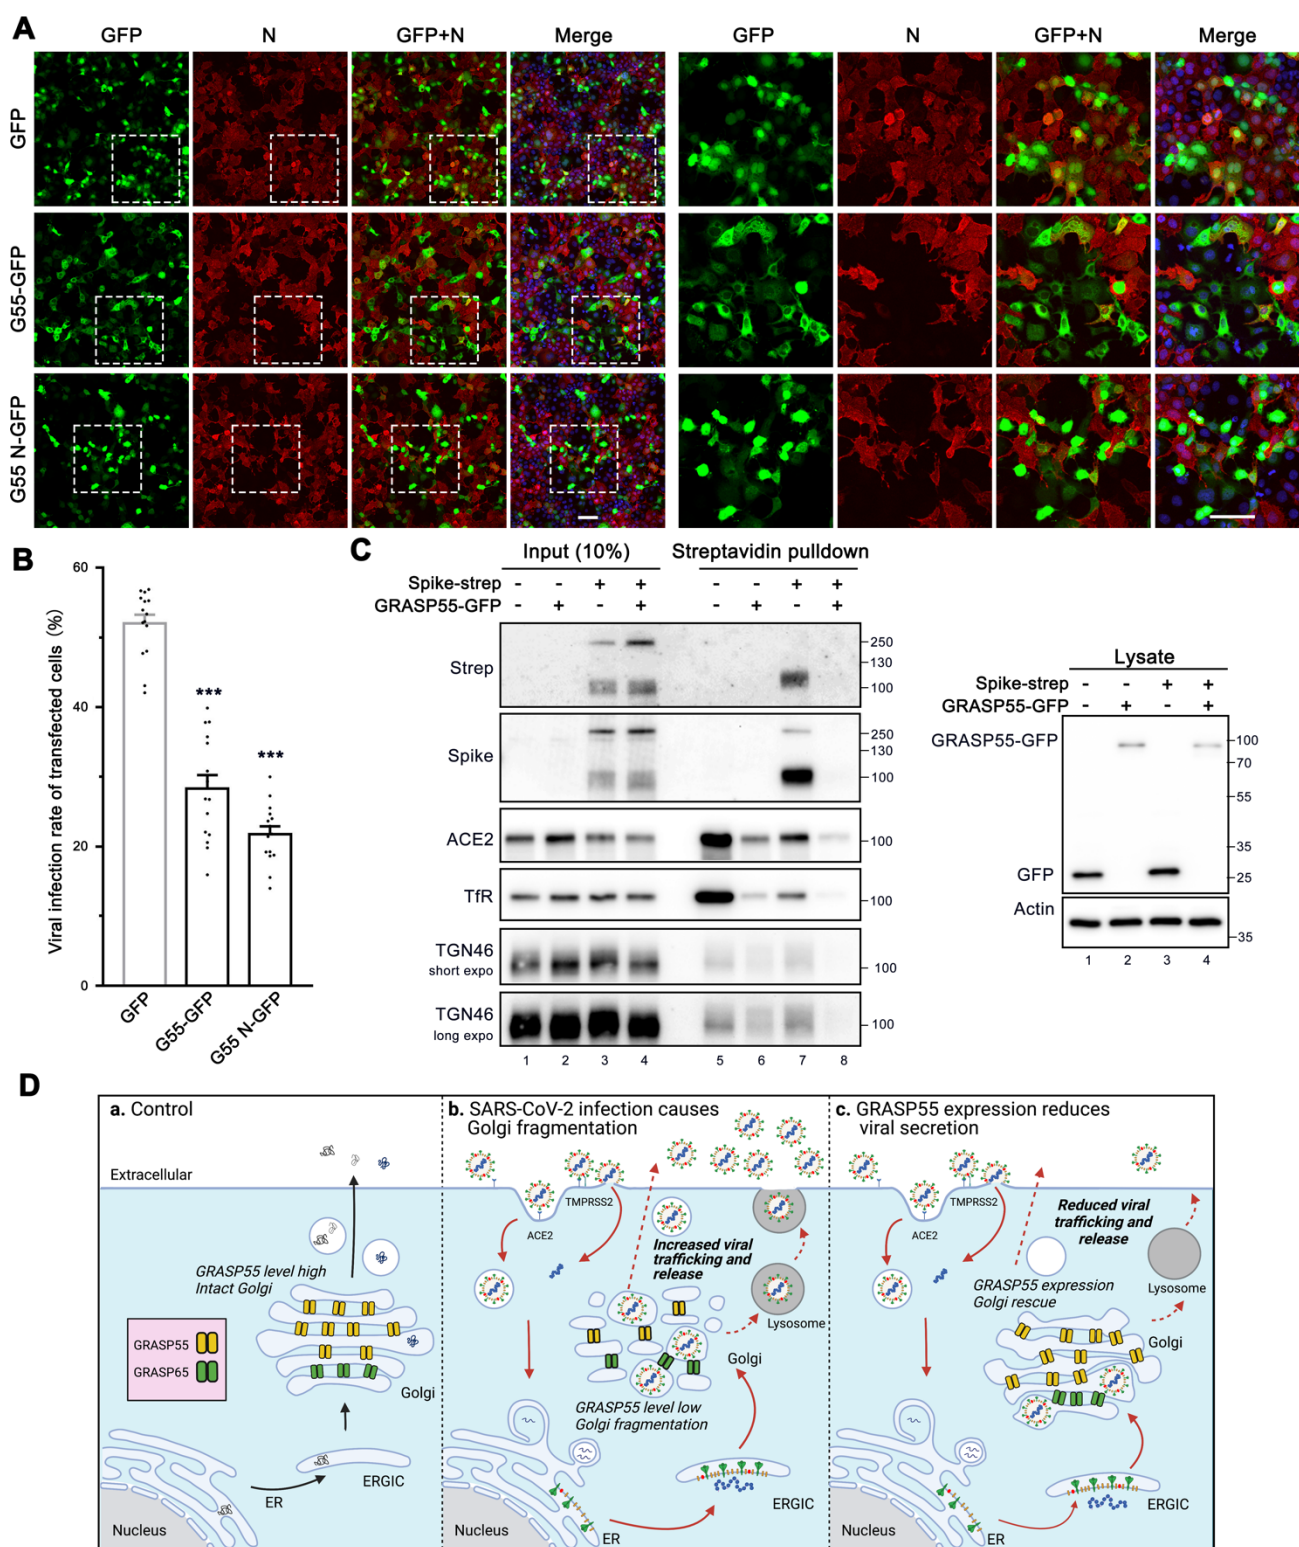 A
GFP N GFP+N Merge GFP N GFP+N Merge
GFP
G55-GFP
G55 N-GFP
B
Viral infection rate of transfected cells (%)
60
40
20
0
***
***
GFP
G55-GFP
G55 N-GFP
C
Input (10%) Streptavidin pulldown
Spike-strep - - + + - - + +
GRASP55-GFP - + - + - + - +
Strep
250
130
100
Spike
250
130
100
ACE2
100
TfR
100
TGN46
short expo
100
TGN46
long expo
100
1 2 3 4 5 6 7 8
Lysate
Spike-strep - - + +
GRASP55-GFP - + - +
GRASP55-GFP
100
70
55
35
GFP
25
Actin
35
1 2 3 4
D
a. Control
Extracellular
GRASP55 level high
Intact Golgi
GRASP55
GRASP65
Golgi
ERGIC
ER
Nucleus
b. SARS-CoV-2 infection causes
Golgi fragmentation
TMPRSS2
ACE2
Increased viral
trafficking and
release
Lysosome
Golgi
GRASP55 level low
Golgi fragmentation
ERGIC
ER
Nucleus
c. GRASP55 expression reduces
viral secretion
TMPRSS2
ACE2
Reduced viral
trafficking and
release
GRASP55 expression
Golgi rescue
Lysosome
Golgi
ERGIC
ER
Nucleus